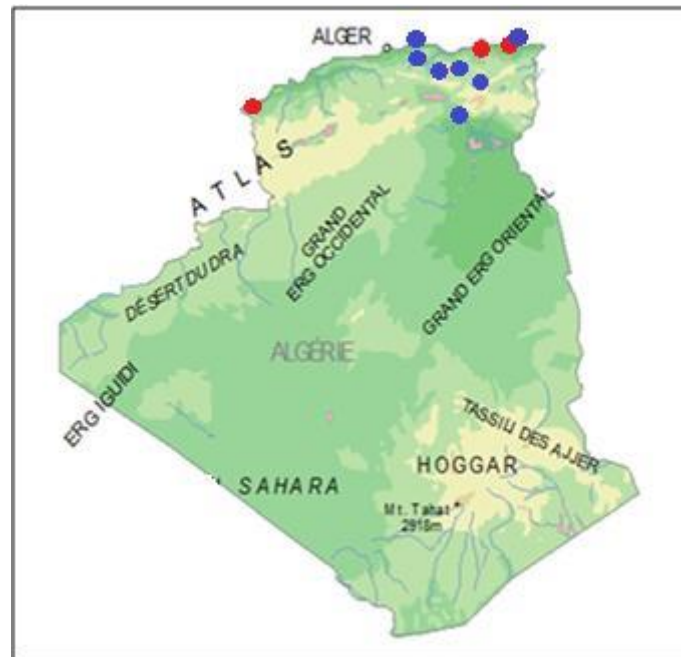 ALGER
ATLAS
GRAND
ERG OCCIDENTAL
DÉSERT DU DRA
GRAND ERG ORIENTAL
ALGÉRIE
ERG IGUIDI
TASSILI DES AJJER
HOGGAR
SAHARA
Mt. Tahat
2918m